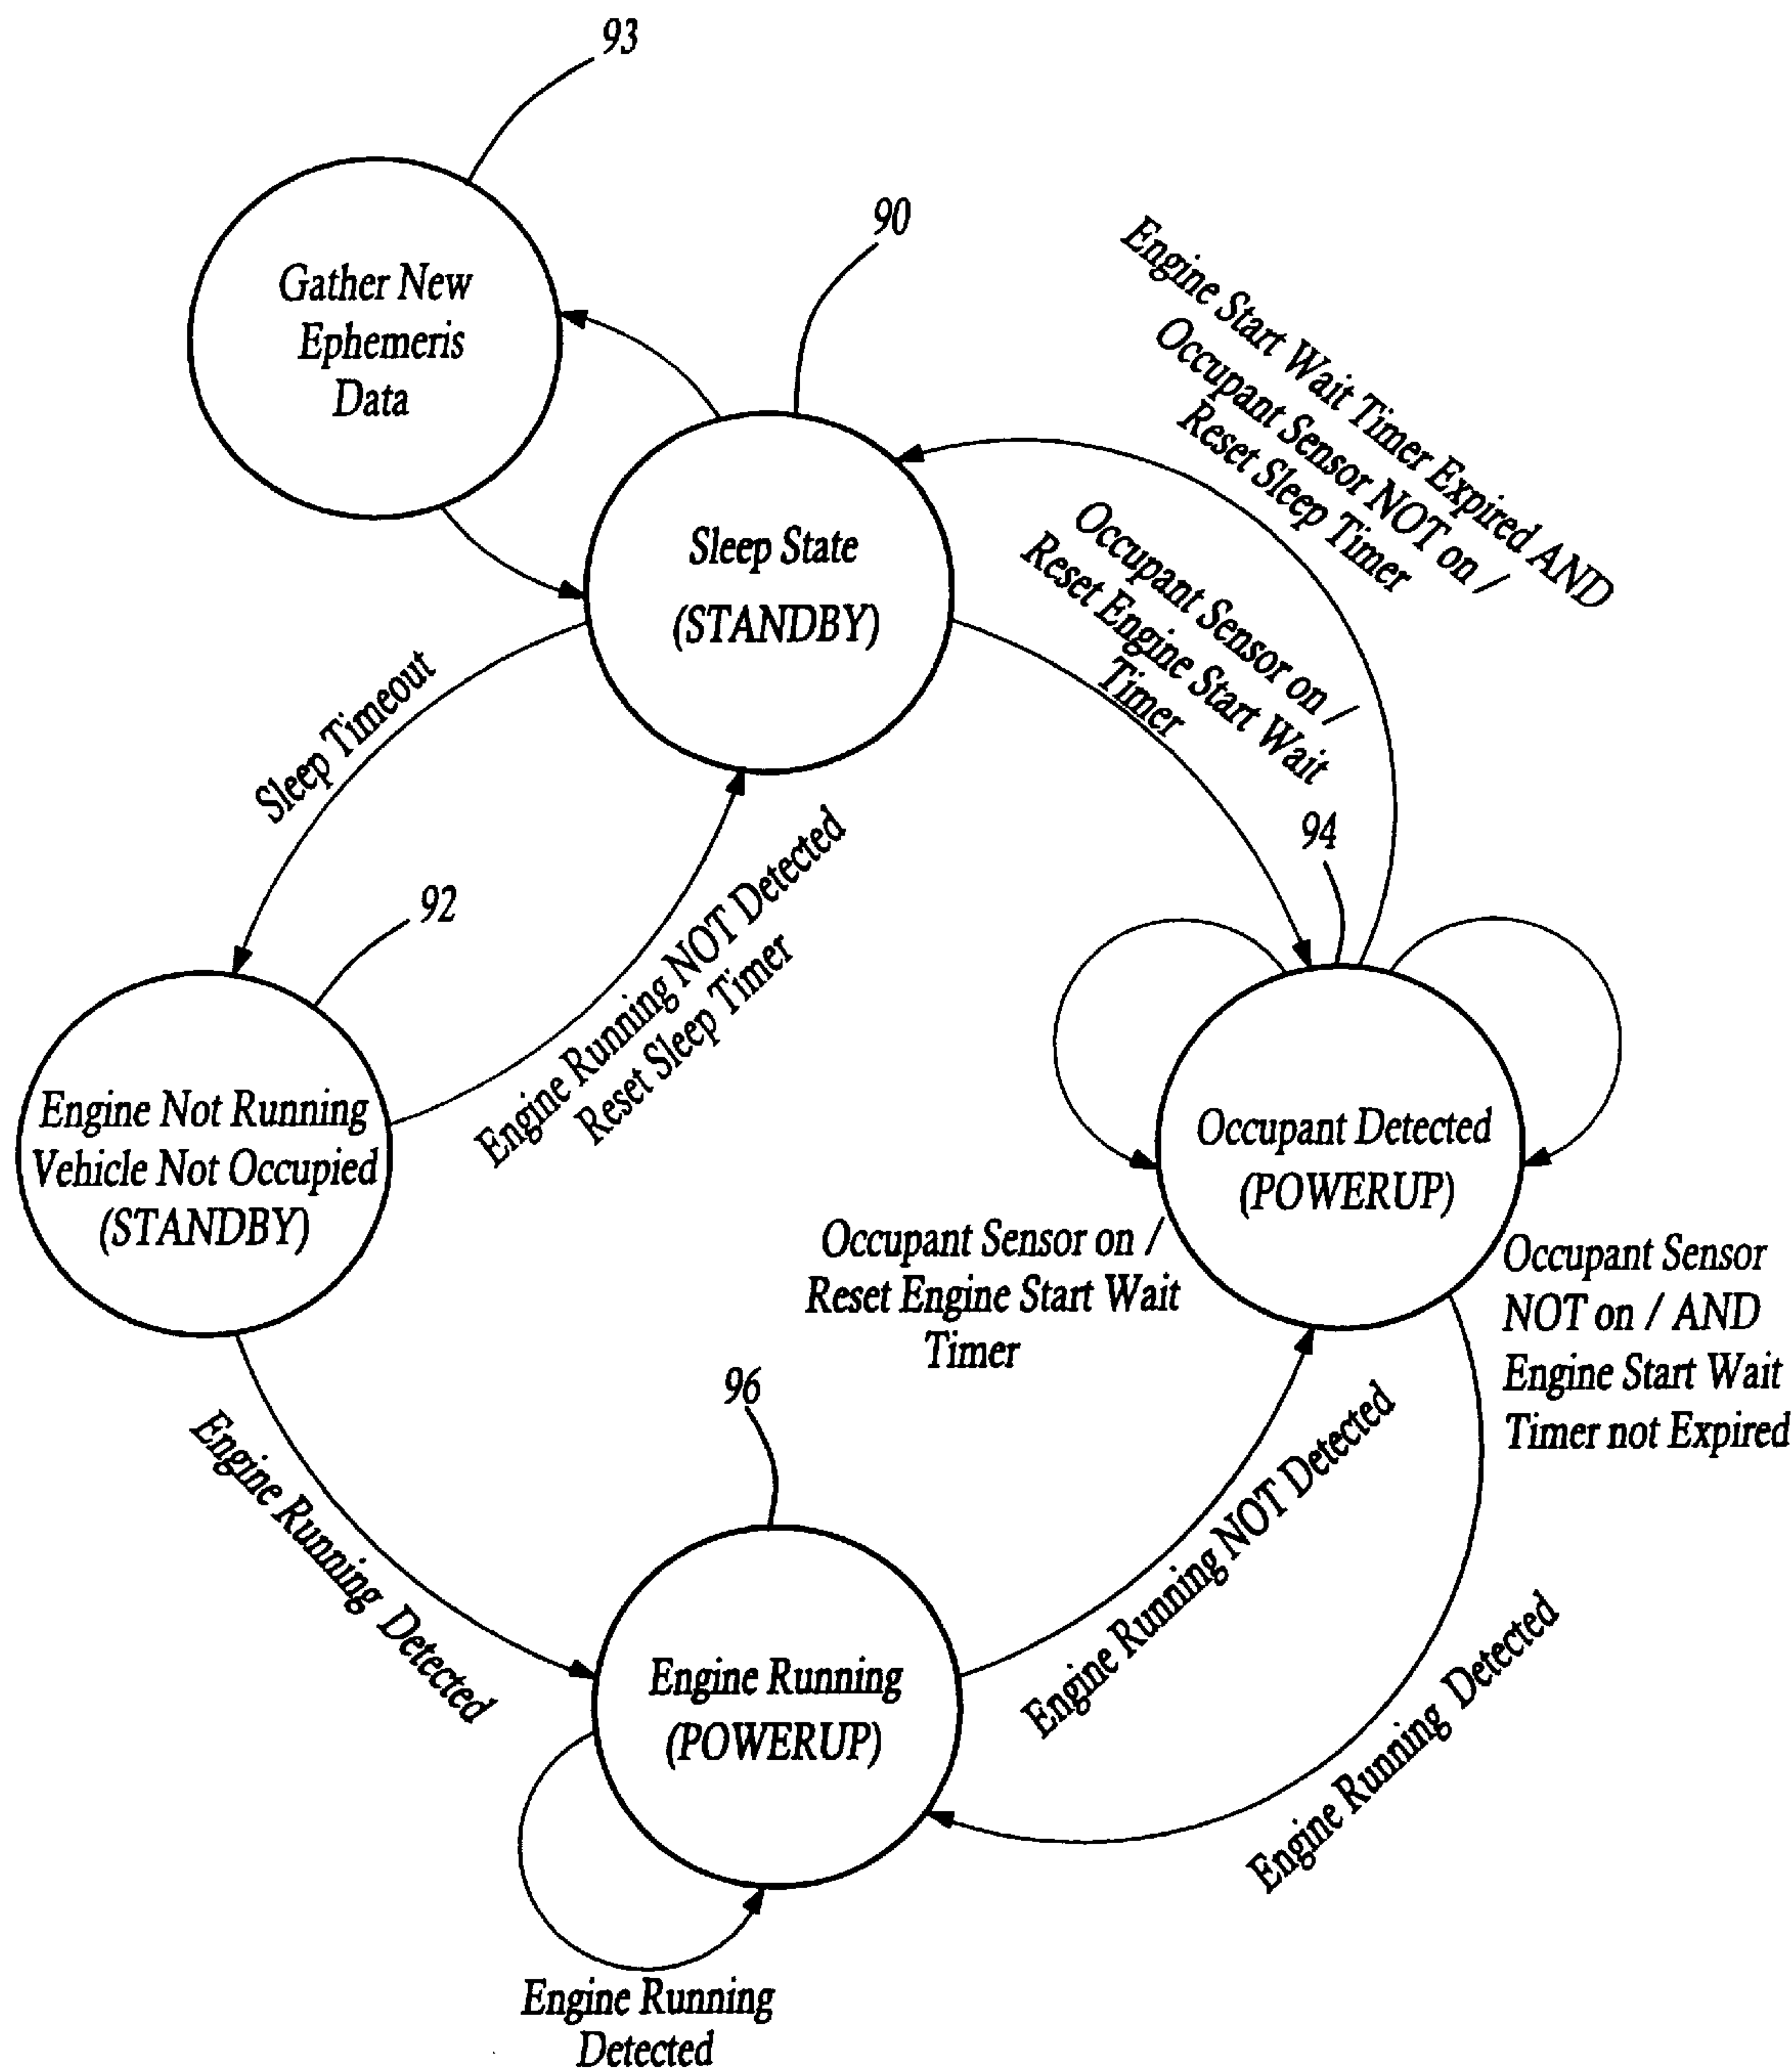 93
Gather New
Ephemeris
Data
90
Sleep State
(STANDBY)
Engine Start Wait Timer Expired AND
Occupant Sensor NOT on /
Reset Sleep Timer
Occupant Sensor on /
Reset Engine Start Wait
Timer
Sleep Timeout
Engine Running NOT Detected
Reset Sleep Timer
92
Engine Not Running
Vehicle Not Occupied
(STANDBY)
94
Occupant Detected
(POWERUP)
Occupant Sensor on /
Reset Engine Start Wait
Timer
Occupant Sensor
NOT on / AND
Engine Start Wait
Timer not Expired
96
Engine Running
(POWERUP)
Engine Running Detected
Engine Running NOT Detected
Engine Running Detected
Engine Running
Detected